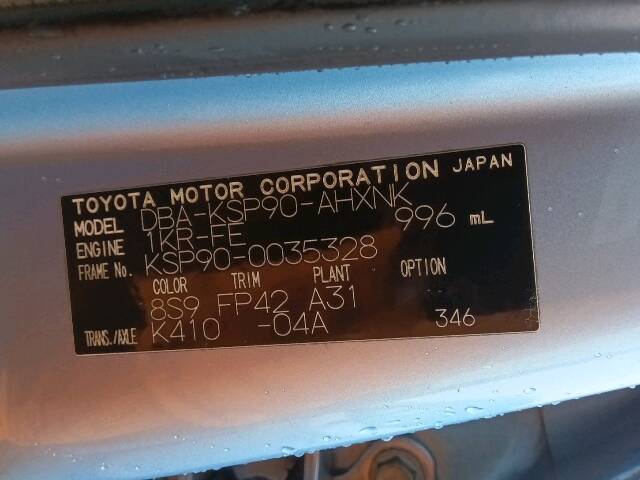 TOYOTA MOTOR CORPORATION JAPAN
MODEL DBA-KSP90-AHXNK
ENGINE 1KR-FE 996 mL
FRAME No. KSP90-0035328
COLOR TRIM PLANT OPTION
8S9 FP42 A31
TRANS./AXLE K410 -04A 346